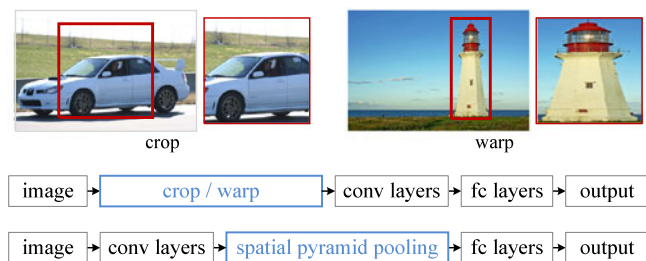 crop
warp
image crop / warp conv layers fc layers output
image conv layers spatial pyramid pooling fc layers output